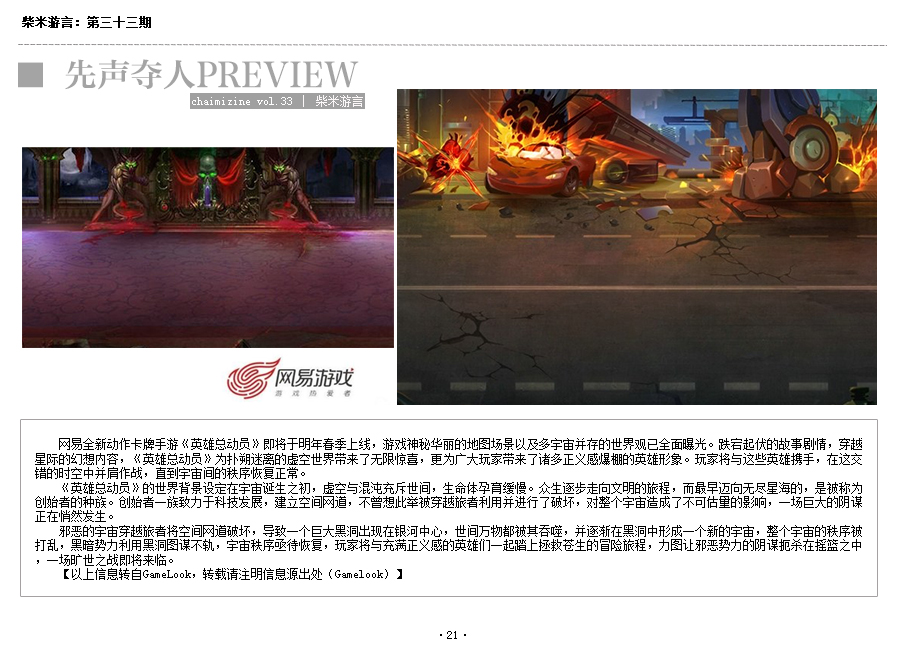 柴米游言：第三十三期
先声夺人PREVIEW
chaimizine vol.33 | 柴米游言
网易游戏
游戏热爱者
网易全新动作卡牌手游《英雄总动员》即将于明年春季上线，游戏神秘华丽的地图场景以及多宇宙并存的世界观已全面曝光。跌宕起伏的故事剧情，穿越
星际的幻想内容，《英雄总动员》为扑朔迷离的虚空世界带来了无限惊喜，更为广大玩家带来了诸多正义感爆棚的英雄形象。玩家将与这些英雄携手，在这交
错的时空中并肩作战，直到宇宙间的秩序恢复正常。
《英雄总动员》的世界背景设定在宇宙诞生之初，虚空与混沌充斥世间，生命体孕育缓慢。众生逐步走向文明的旅程，而最早迈向无尽星海的，是被称为
创始者的种族。创始者一族致力于科技发展，建立空间网道，不曾想此举被穿越旅者利用并进行了破坏，对整个宇宙造成了不可估量的影响，一场巨大的阴谋
正在悄然发生。
邪恶的宇宙穿越旅者将空间网道破坏，导致一个巨大黑洞出现在银河中心，世间万物都被其吞噬，并逐渐在黑洞中形成一个新的宇宙，整个宇宙的秩序被
打乱，黑暗势力利用黑洞图谋不轨，宇宙秩序亟待恢复，玩家将与充满正义感的英雄们一起踏上拯救苍生的冒险旅程，力图让邪恶势力的阴谋扼杀在摇篮之中
，一场旷世之战即将来临。
【以上信息转自GameLook，转载请注明信息源出处（Gamelook）】
·21·